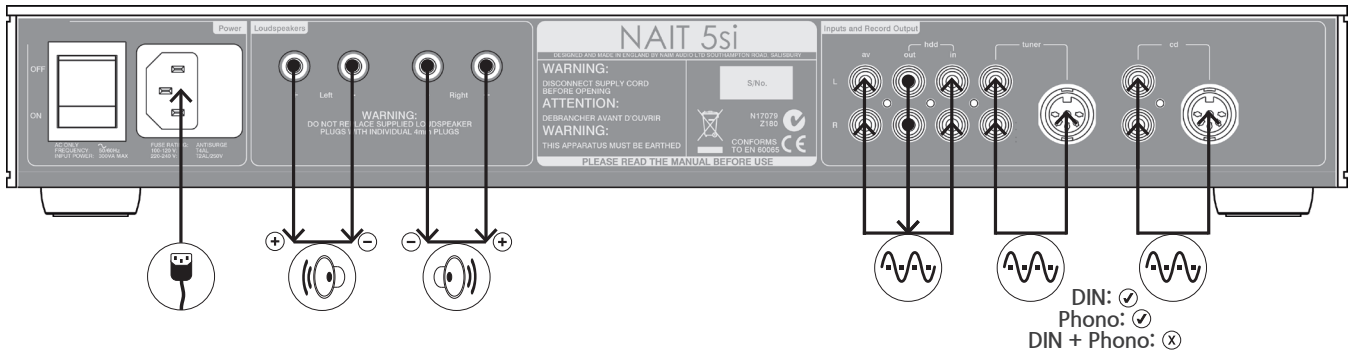 Power
OFF
ON
AC ONLY
FREQUENCY: 50-60Hz
INPUT POWER: 300VA MAX
FUSE RATING:
100-120 V:
220-240 V:
ANTISURGE
T4AL
T2AL/250V
Loudspeakers
+ Left -
- Right +
WARNING:
DO NOT REPLACE SUPPLIED LOUDSPEAKER
PLUGS WITH INDIVIDUAL 4mm PLUGS
NAIT 5si
DESIGNED AND MADE IN ENGLAND BY NAIM AUDIO LTD SOUTHAMPTON ROAD, SALISBURY
WARNING:
DISCONNECT SUPPLY CORD
BEFORE OPENING
ATTENTION:
DEBRANCHER AVANT D'OUVRIR
WARNING:
THIS APPARATUS MUST BE EARTHED
S/No.
N17079
Z180
CONFORMS
TO EN 60065
CE
PLEASE READ THE MANUAL BEFORE USE
Inputs and Record Output
av
hdd
out in
tuner
cd
L
R
+ - - +
DIN: ✓
Phono: ✓
DIN + Phono: X